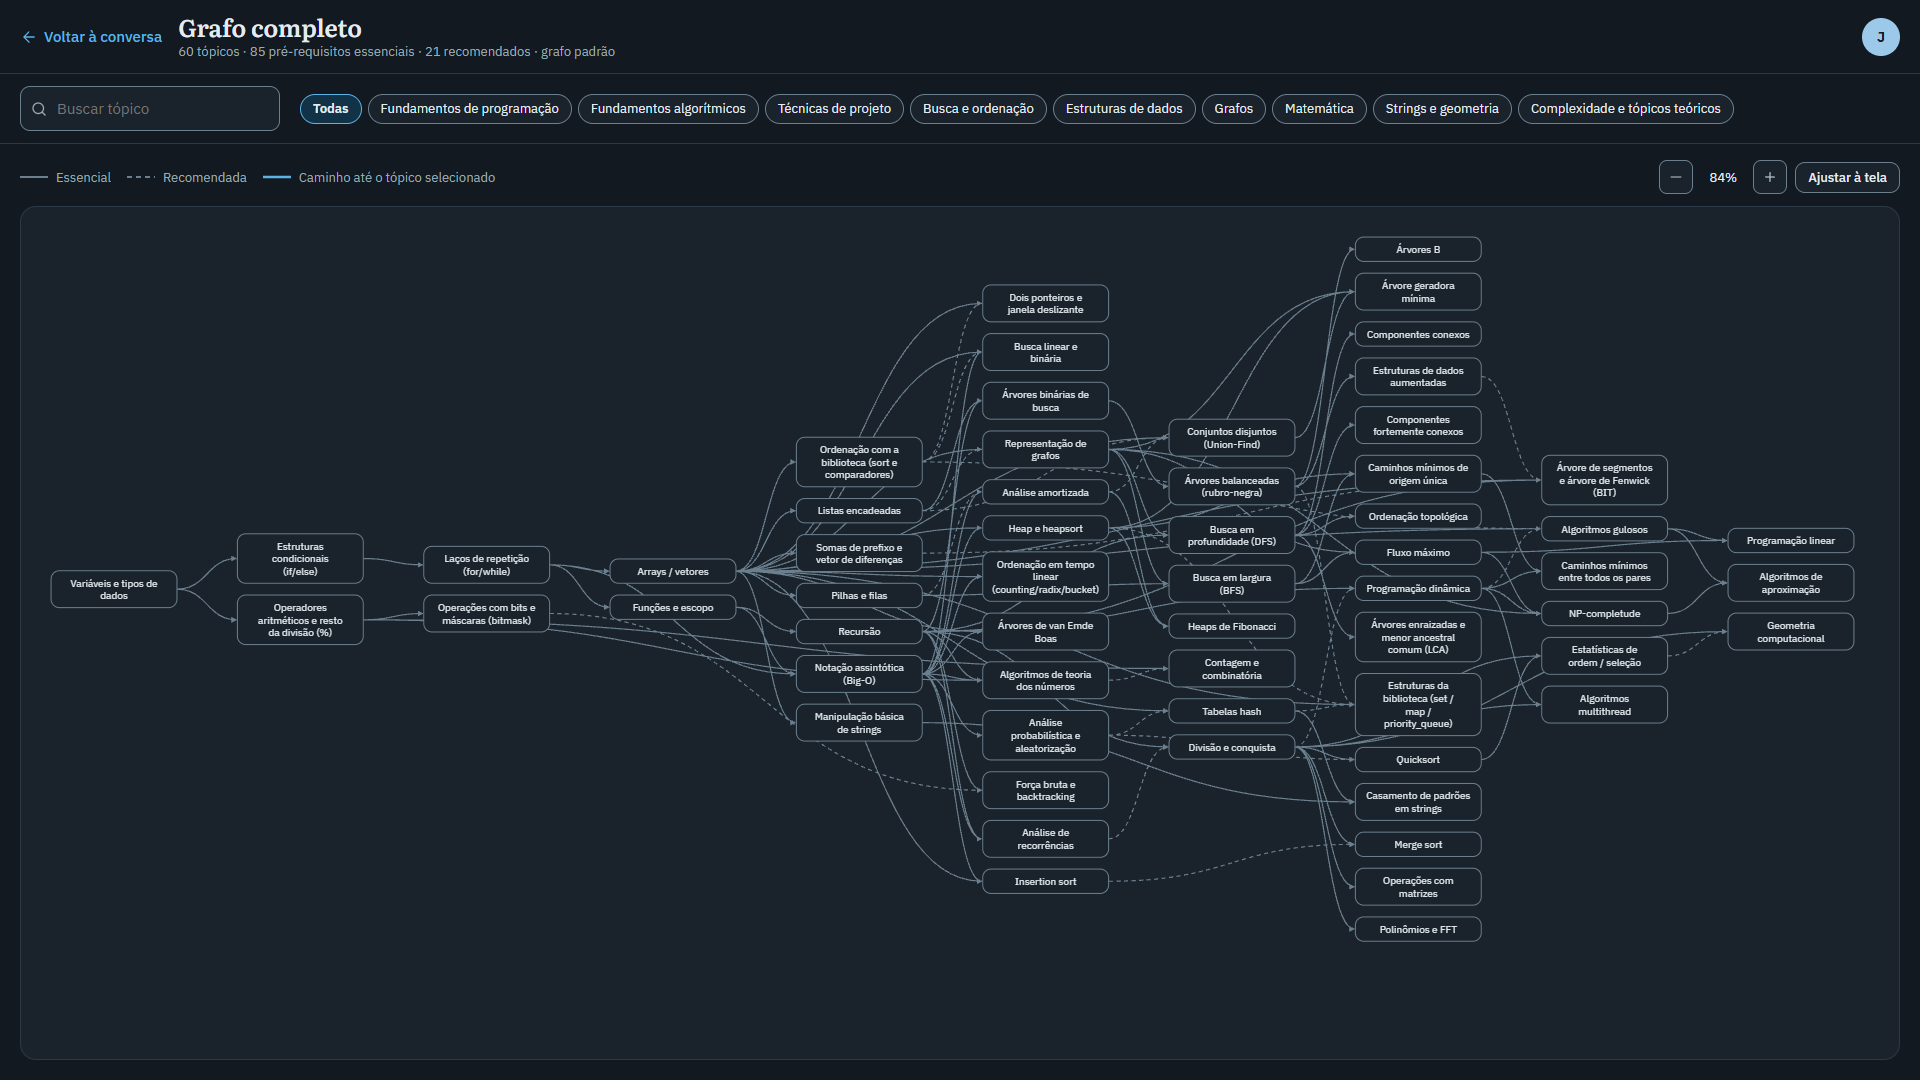 Voltar à conversa
Grafo completo
60 tópicos · 85 pré-requisitos essenciais · 21 recomendados · grafo padrão
J
Buscar tópico
Todas
Fundamentos de programação
Fundamentos algorítmicos
Técnicas de projeto
Busca e ordenação
Estruturas de dados
Grafos
Matemática
Strings e geometria
Complexidade e tópicos teóricos
Essencial
Recomendada
Caminho até o tópico selecionado
84%
Ajustar à tela
Variáveis e tipos de
dados
Estruturas
condicionais
(if/else)
Operadores
aritméticos e resto
da divisão (%)
Laços de repetição
(for/while)
Operações com bits e
máscaras (bitmask)
Arrays / vetores
Funções e escopo
Ordenação com a
biblioteca (sort e
comparadores)
Listas encadeadas
Somas de prefixo e
vetor de diferenças
Pilhas e filas
Recursão
Notação assintótica
(Big-O)
Manipulação básica
de strings
Dois ponteiros e
janela deslizante
Busca linear e
binária
Árvores binárias de
busca
Representação de
grafos
Análise amortizada
Heap e heapsort
Ordenação em tempo
linear
(counting/radix/bucket)
Árvores de van Emde
Boas
Algoritmos de teoria
dos números
Análise
probabilística e
aleatorização
Força bruta e
backtracking
Análise de
recorrências
Insertion sort
Conjuntos disjuntos
(Union-Find)
Árvores balanceadas
(rubro-negra)
Busca em
profundidade (DFS)
Busca em largura
(BFS)
Heaps de Fibonacci
Contagem e
combinatória
Tabelas hash
Divisão e conquista
Árvores B
Árvore geradora
mínima
Componentes conexos
Estruturas de dados
aumentadas
Componentes
fortemente conexos
Caminhos mínimos de
origem única
Ordenação topológica
Fluxo máximo
Programação dinâmica
Árvores enraizadas e
menor ancestral
comum (LCA)
Estruturas da
biblioteca (set /
map /
priority_queue)
Quicksort
Casamento de padrões
em strings
Merge sort
Operações com
matrizes
Polinômios e FFT
Árvore de segmentos
e árvore de Fenwick
(BIT)
Algoritmos gulosos
Caminhos mínimos
entre todos os pares
NP-completude
Estatísticas de
ordem / seleção
Algoritmos
multithread
Programação linear
Algoritmos de
aproximação
Geometria
computacional